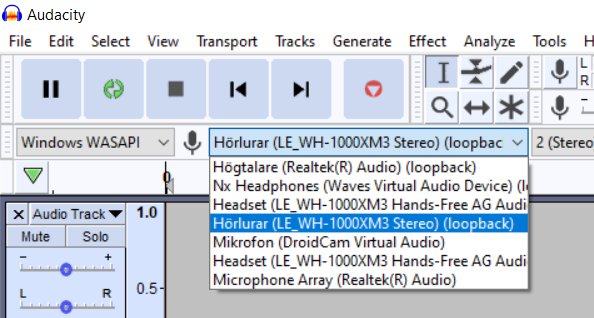 Audacity
File Edit Select View Transport Tracks Generate Effect Analyze Tools H
L
R
Windows WASAPI Hörlurar (LE_WH-1000XM3 Stereo) (loopbac 2 (Stereo
Högtalare (Realtek(R) Audio) (loopback)
0
Nx Headphones (Waves Virtual Audio Device) (l
Headset (LE_WH-1000XM3 Hands-Free AG Audi
Audio Track 1.0
Hörlurar (LE_WH-1000XM3 Stereo) (loopback)
Mute Solo
Mikrofon (DroidCam Virtual Audio)
Headset (LE_WH-1000XM3 Hands-Free AG Audi
Microphone Array (Realtek(R) Audio)
- +
L R 0.5-